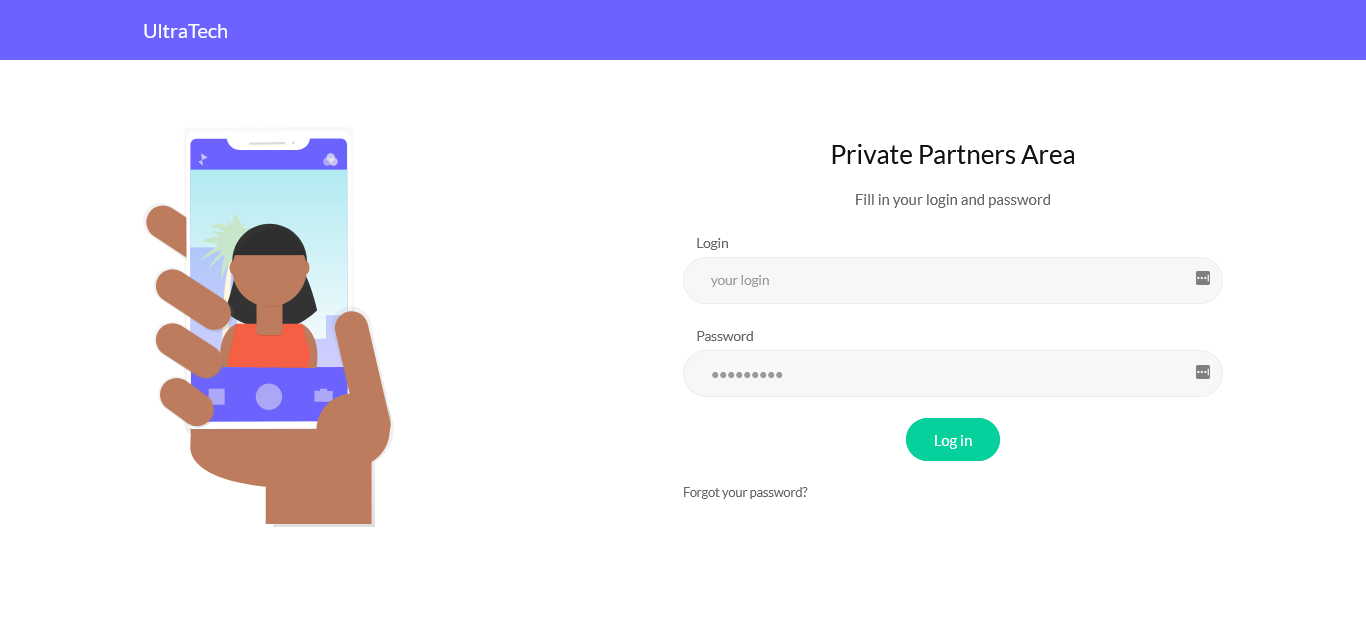 UltraTech
Private Partners Area
Fill in your login and password
Login
your login
Password
●●●●●●●●●
Log in
Forgot your password?